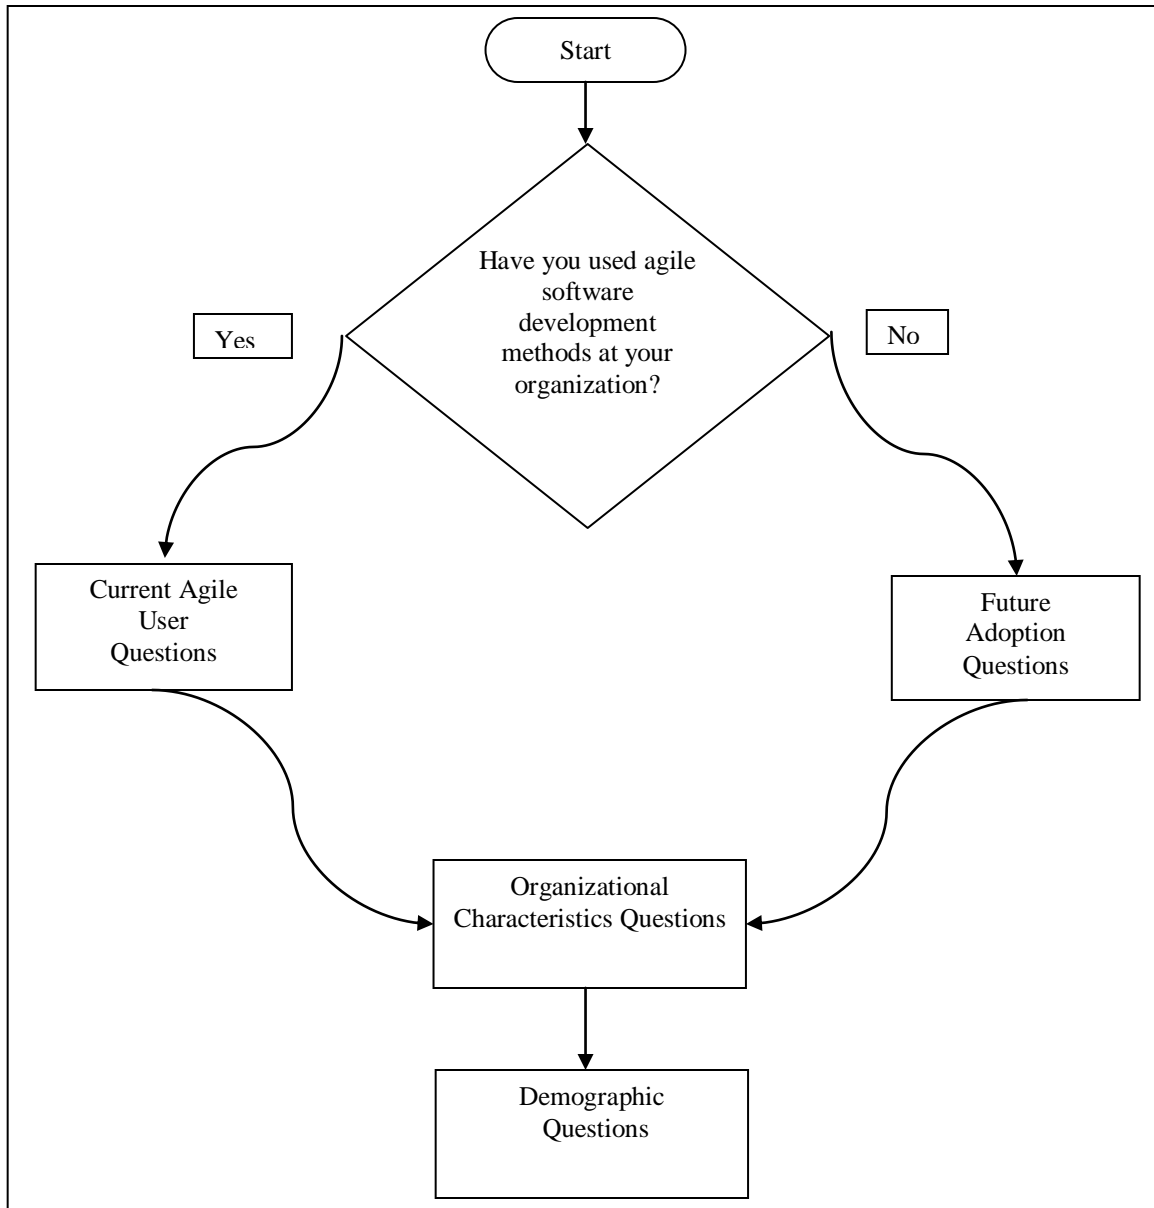 Start
Have you used agile
software
development
methods at your
organization?
Yes
No
Current Agile
User
Questions
Future
Adoption
Questions
Organizational
Characteristics Questions
Demographic
Questions